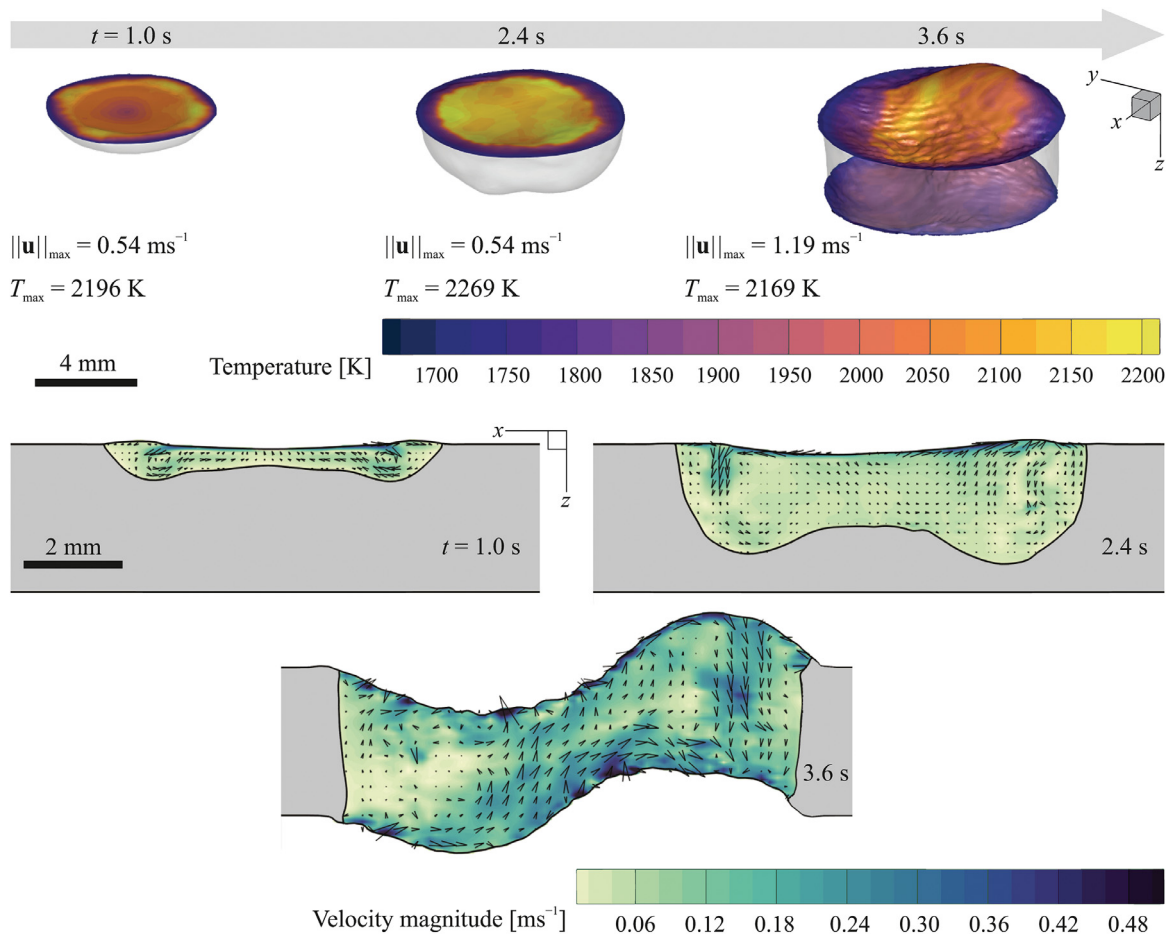 t = 1.0 s 2.4 s 3.6 s
y
x
z
||u||max = 0.54 ms⁻¹ ||u||max = 0.54 ms⁻¹ ||u||max = 1.19 ms⁻¹
Tmax = 2196 K Tmax = 2269 K Tmax = 2169 K
4 mm
Temperature [K] 1700 1750 1800 1850 1900 1950 2000 2050 2100 2150 2200
x
z
2 mm
t = 1.0 s 2.4 s
3.6 s
Velocity magnitude [ms⁻¹] 0.06 0.12 0.18 0.24 0.30 0.36 0.42 0.48